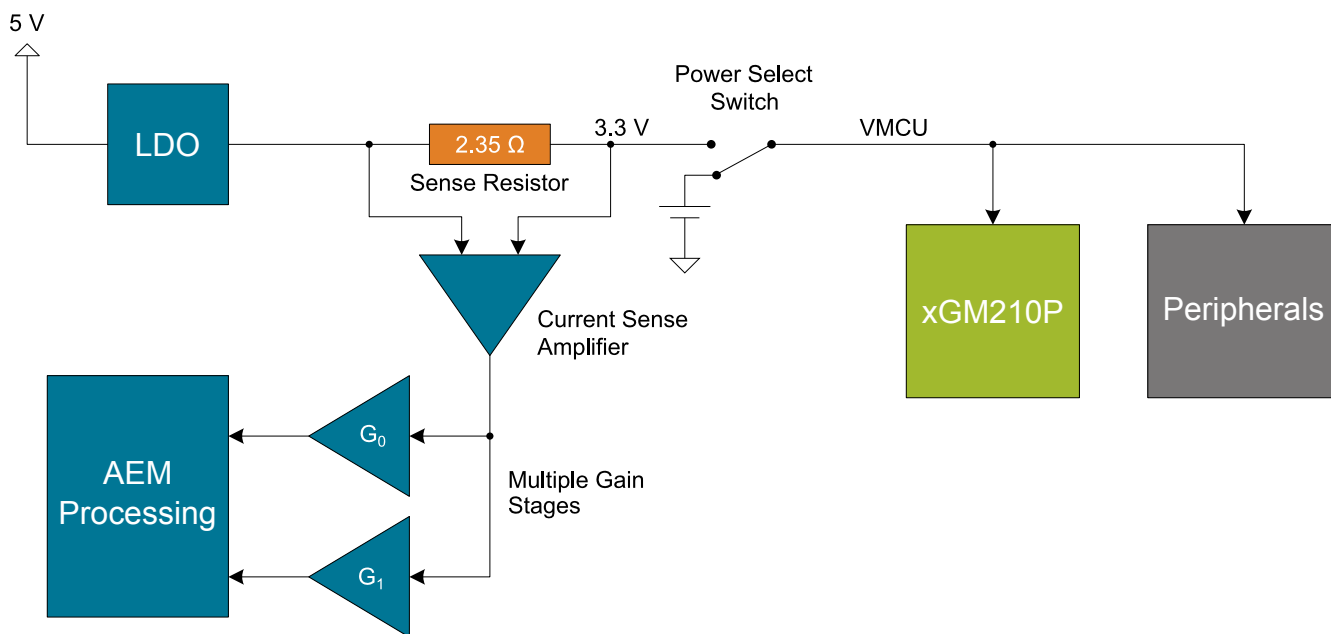 5 V
Power Select
Switch
LDO
2.35 Ω
3.3 V
VMCU
Sense Resistor
xGM210P
Peripherals
Current Sense
Amplifier
AEM
Processing
G0
Multiple Gain
Stages
G1